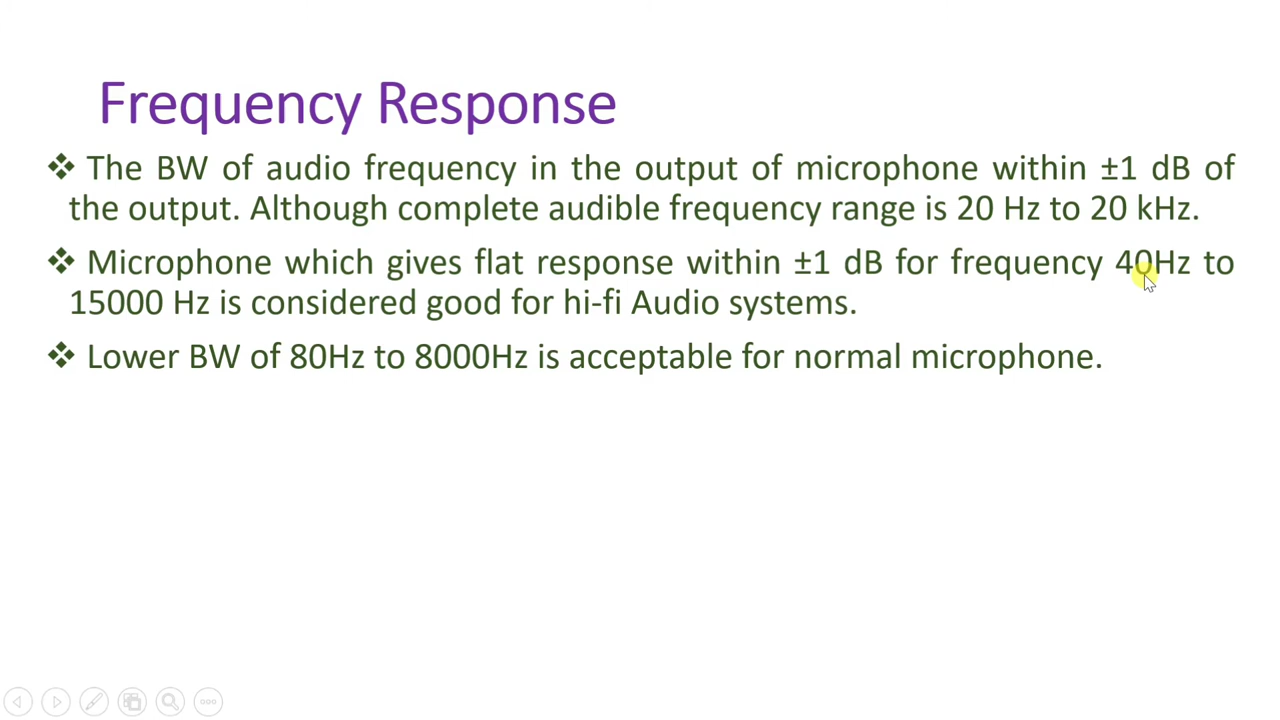 Frequency Response
❖ The BW of audio frequency in the output of microphone within ±1 dB of
the output. Although complete audible frequency range is 20 Hz to 20 kHz.
❖ Microphone which gives flat response within ±1 dB for frequency 40Hz to
15000 Hz is considered good for hi-fi Audio systems.
❖ Lower BW of 80Hz to 8000Hz is acceptable for normal microphone.